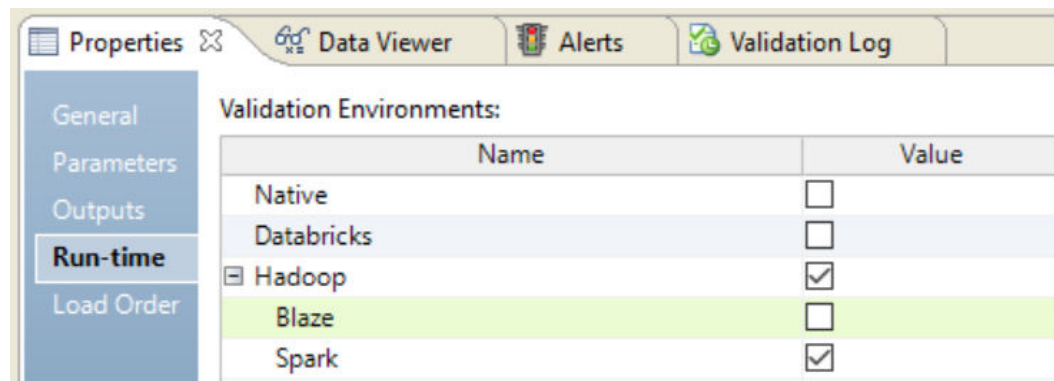 Properties Data Viewer Alerts Validation Log
General
Parameters
Outputs
Run-time
Load Order
Validation Environments:
Name Value
Native
Databricks
Hadoop
Blaze
Spark